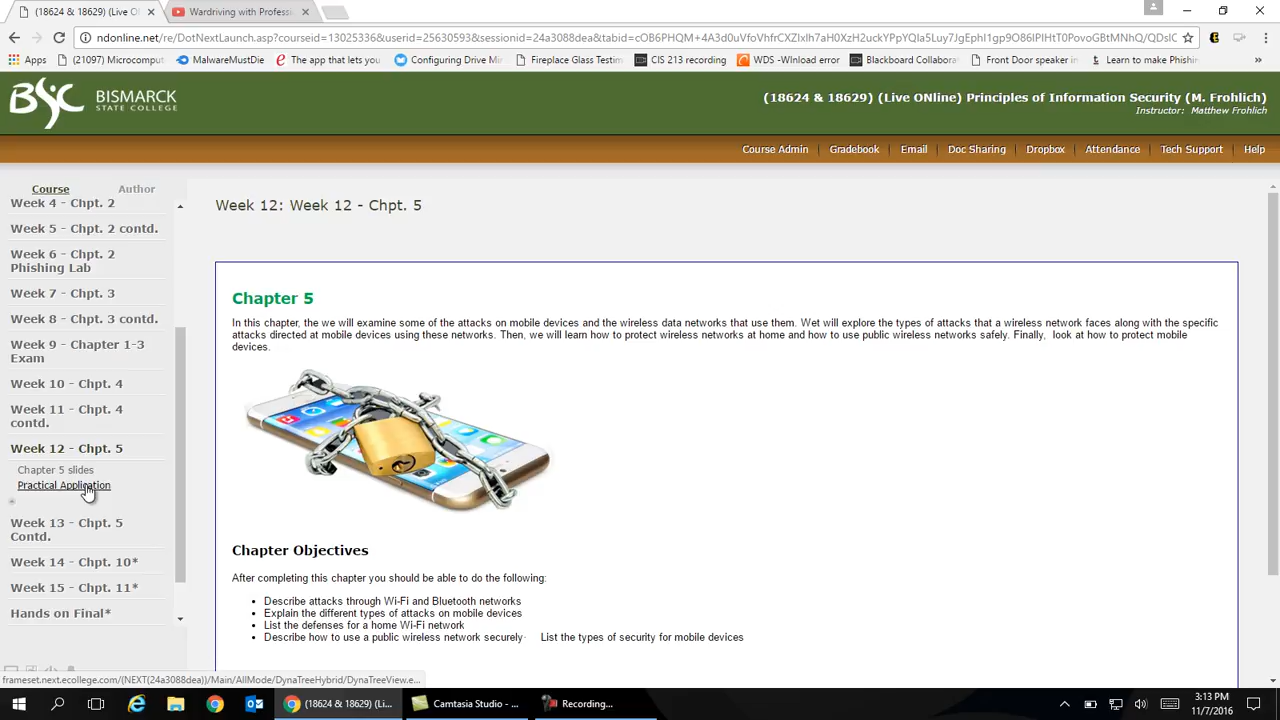 (18624 & 18629) (Live O
Wardriving with Profess
ndonline.net/re/DotNextLaunch.asp?courseid=13025336&userid=25630593&sessionid=24a3088dea&tabid=
Apps
(21097) Microcomput
MalwareMustDie
The app that lets you
Configuring Drive Mi
Fireplace Glass Testim
CIS 213 recording
WDS -WInload error
Blackboard Collabora
Front Door speaker in
Learn to make Phishin
»
BSC BISMARCK
STATE COLLEGE
(18624 & 18629) (Live ONline) Principles of Information Security (M. Frohlich)
Instructor: Matthew Frohlich
Course Admin
Gradebook
Email
Doc Sharing
Dropbox
Attendance
Tech Support
Help
Course
Author
Week 4 - Chpt. 2
Week 5 - Chpt. 2 contd.
Week 6 - Chpt. 2
Phishing Lab
Week 7 - Chpt. 3
Week 8 - Chpt. 3 contd.
Week 9 - Chapter 1-3
Exam
Week 10 - Chpt. 4
Week 11 - Chpt. 4
contd.
Week 12 - Chpt. 5
Chapter 5 slides
Practical Application
Week 13 - Chpt. 5
Contd.
Week 14 - Chpt. 10*
Week 15 - Chpt. 11*
Hands on Final*
Week 12: Week 12 - Chpt. 5
Chapter 5
In this chapter, the we will examine some of the attacks on mobile devices and the wireless data networks that use them. Wet will explore the types of attacks that a wireless network faces along with the specific
attacks directed at mobile devices using these networks. Then, we will learn how to protect wireless networks at home and how to use public wireless networks safely. Finally, look at how to protect mobile
devices.
Chapter Objectives
After completing this chapter you should be able to do the following:
• Describe attacks through Wi-Fi and Bluetooth networks
• Explain the different types of attacks on mobile devices
• List the defenses for a home Wi-Fi network
• Describe how to use a public wireless network securely· List the types of security for mobile devices
frameset.next.ecollege.com/(NEXT(24a3088dea))/Main/AllMode/DynaTreeHybrid/DynaTreeView.e...
(18624 & 18629) (Li...
Camtasia Studio - ...
Recording...
3:13 PM
11/7/2016